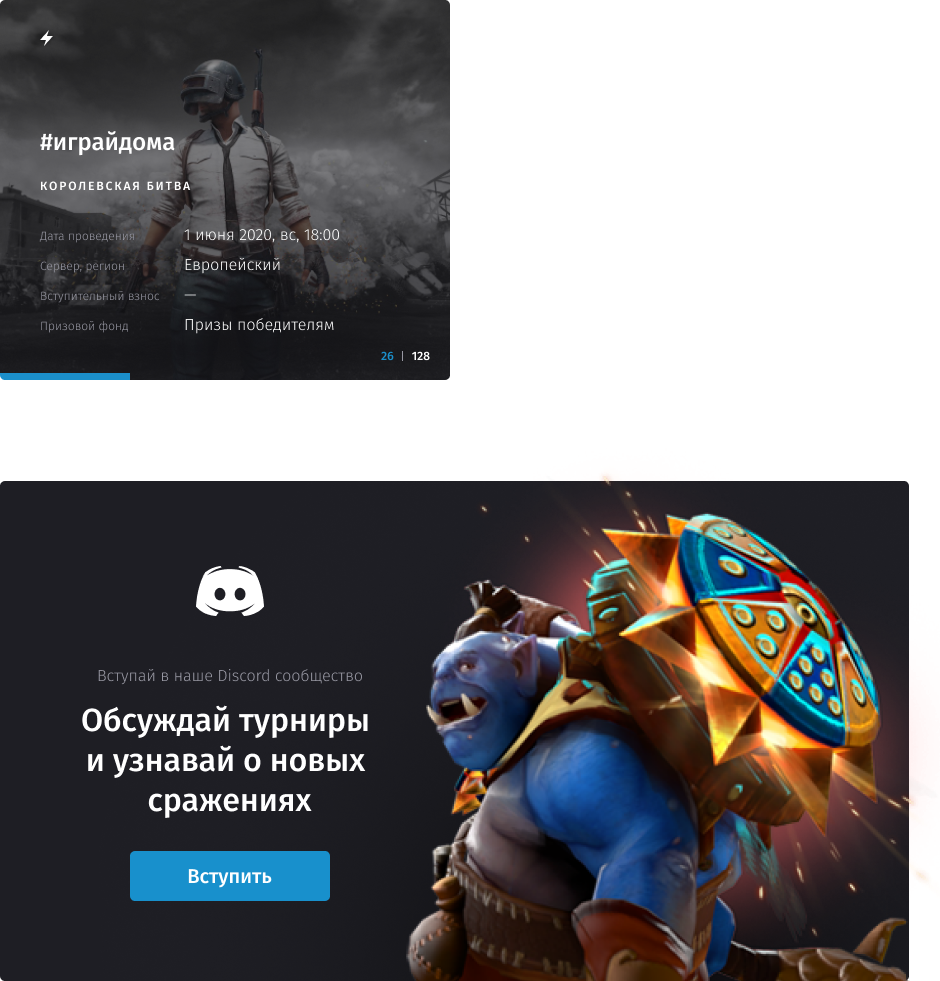 #играйдома
КОРОЛЕВСКАЯ БИТВА
Дата проведения 1 июня 2020, вс, 18:00
Сервер, регион Европейский
Вступительный взнос —
Призовой фонд Призы победителям
26 | 128
Вступай в наше Discord сообщество
Обсуждай турниры
и узнавай о новых
сражениях
Вступить